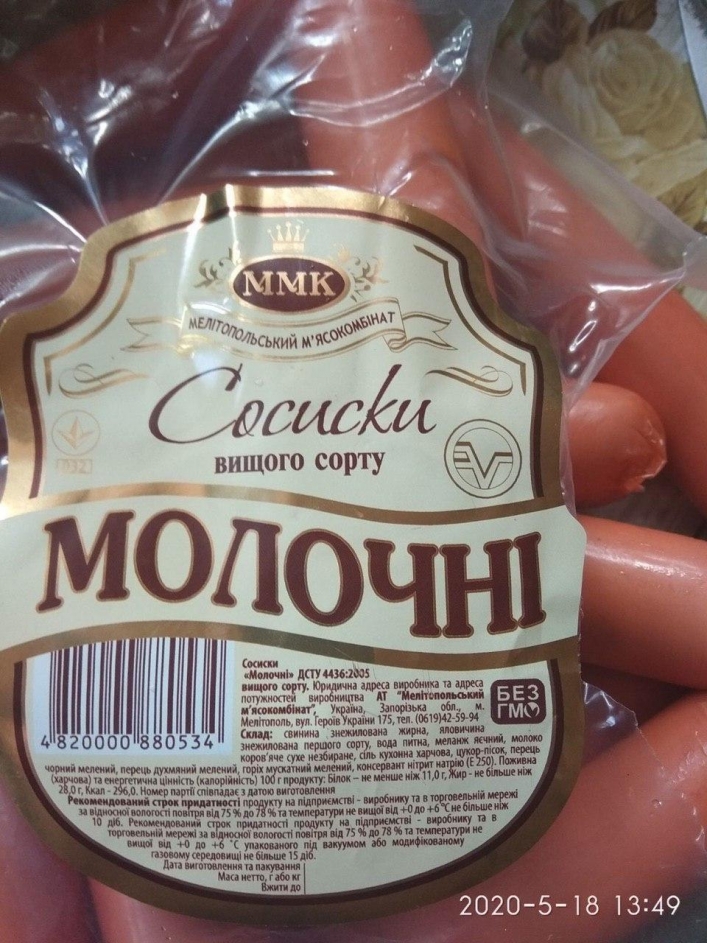 ММК
МЕЛІТОПОЛЬСЬКИЙ М'ЯСОКОМБІНАТ
Сосиски
вищого сорту
032
МОЛОЧНІ
4 820000 880534
БЕЗ
ГМО
Сосиски
«Молочні» ДСТУ 4436:2005
вищого сорту. Юридична адреса виробника та адреса
потужностей виробництва АТ "Мелітопольський
м'ясокомбінат", Україна, Запорізька обл., м.
Мелітополь, вул. Героїв України 175, тел. (0619)42-59-94
Склад: свинина знежилована жирна, яловичина
знежилована першого сорту, вода питна, меланж яєчний, молоко
коров'яче сухе незбиране, сіль кухонна харчова, цукор-пісок, перець
чорний мелений, перець духмяний мелений, горіх мускатний мелений, консервант нітрит натрію (Е 250). Поживна
(харчова) та енергетична цінність (калорійність) 100 г продукту: Білок – не менше ніж 11,0 г, Жир - не більше ніж
28,0 г, Ккал - 296,0. Номер партії співпадає з датою виготовлення
Рекомендований строк придатності продукту на підприємстві - виробнику та в торговельній мережі
за відносної вологості повітря від 75 % до 78 % та температури не вищої від +0 до +6 °С не більше ніж
10 діб. Рекомендований строк придатності продукту на підприємстві - виробнику та в
торговельній мережі за відносної вологості повітря від 75 % до 78 % та температури не
вищої від +0 до +6 °С упакованого під вакуумом або модифікованому
газовому середовищі не більше 15 діб.
Дата виготовлення та пакування
Маса нетто, г або кг
Вжити до
2020-5-18 13:49